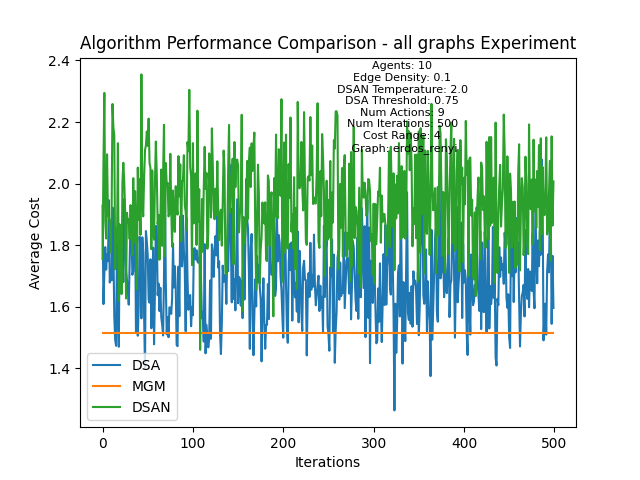 Algorithm Performance Comparison - all graphs Experiment
Agents: 10
Edge Density: 0.1
DSAN Temperature: 2.0
DSA Threshold: 0.75
Num Actions: 9
Num Iterations: 500
Cost Range: 4
Graph: erdos_renyi
2.4
2.2
2.0
1.8
1.6
1.4
Average Cost
DSA
MGM
DSAN
0
100
200
300
400
500
Iterations